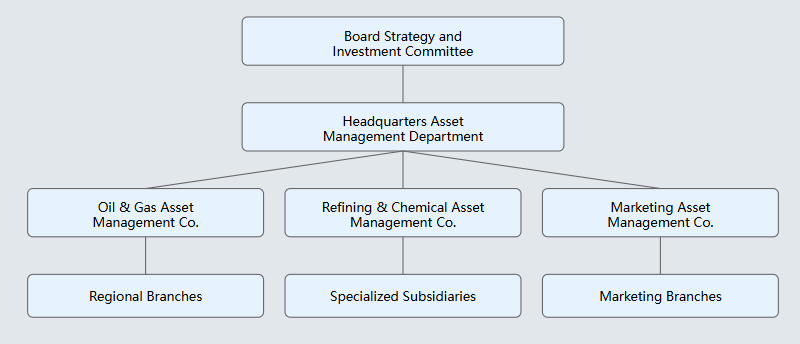 Board Strategy and
Investment Committee
Headquarters Asset
Management Department
Oil & Gas Asset
Management Co.
Refining & Chemical Asset
Management Co.
Marketing Asset
Management Co.
Regional Branches
Specialized Subsidiaries
Marketing Branches